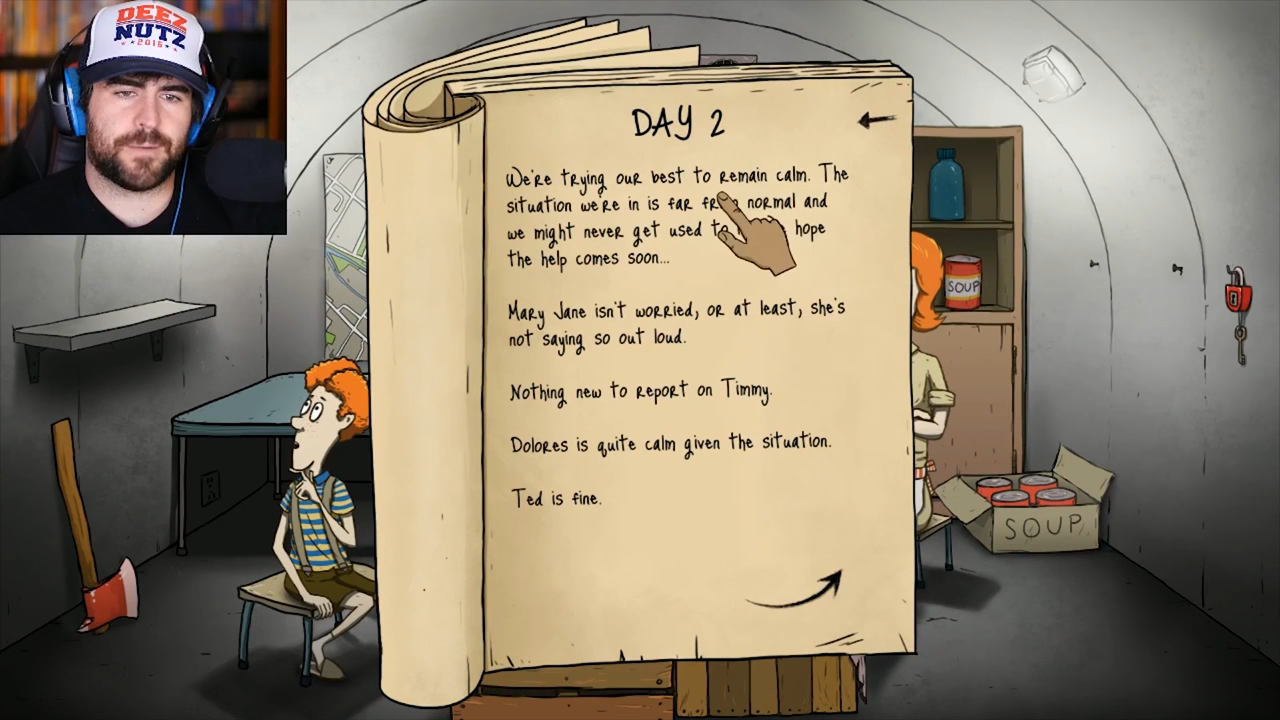 DEEZ
NUTZ
2016
DAY 2
We're trying our best to remain calm. The
situation we're in is far normal and
we might never get used hope
the help comes soon...
Mary Jane isn't worried, or at least, she's
not saying so out loud.
Nothing new to report on Timmy.
Dolores is quite calm given the situation.
Ted is fine.
SOUP
SOUP